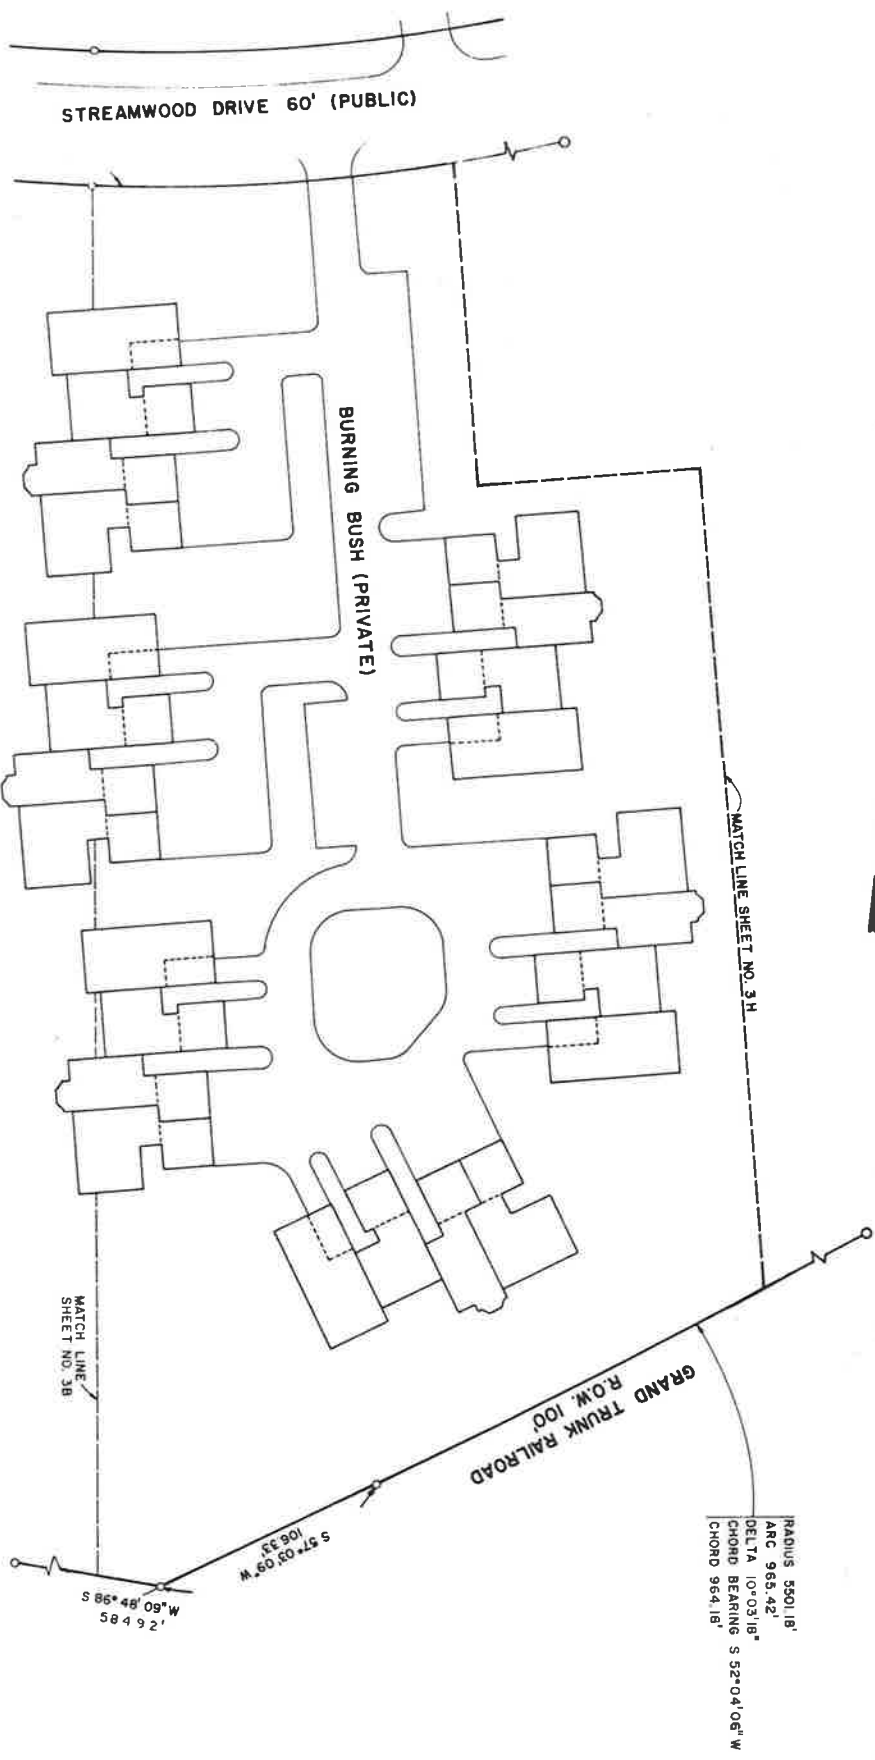 STREAMWOOD DRIVE 60' (PUBLIC)
BURNING BUSH (PRIVATE)
MATCH LINE SHEET NO. 3H
MATCH LINE
SHEET NO. 3B
GRAND TRUNK RAILROAD
R.O.W. 100'
S 57° 03' 09" W
106.33'
S 86° 48' 09" W
584 92'
RADIUS 5501.18'
ARC 965.42'
DELTA 10° 03' 18"
CHORD BEARING S 52° 04' 06" W
CHORD 964.18'